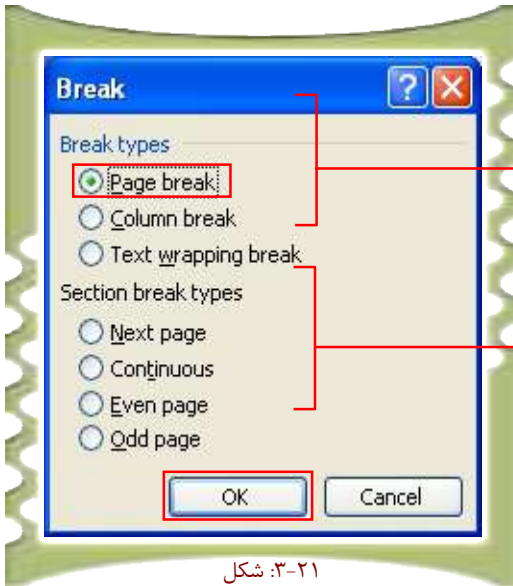 Break
Break types
Page break
Column break
Text wrapping break
Section break types
Next page
Continuous
Even page
Odd page
OK Cancel
۳-۲۱: شکل